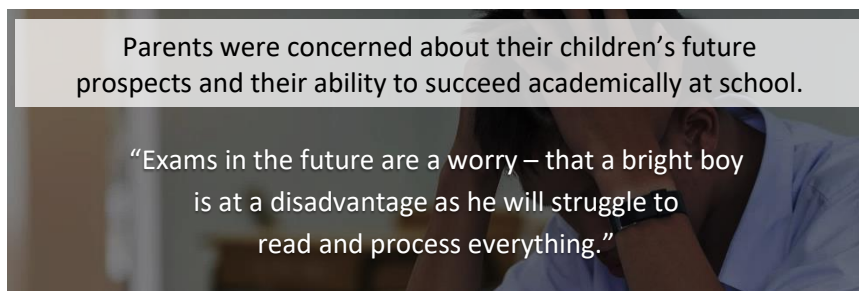 Parents were concerned about their children’s future
prospects and their ability to succeed academically at school.
“Exams in the future are a worry – that a bright boy
is at a disadvantage as he will struggle to
read and process everything.”